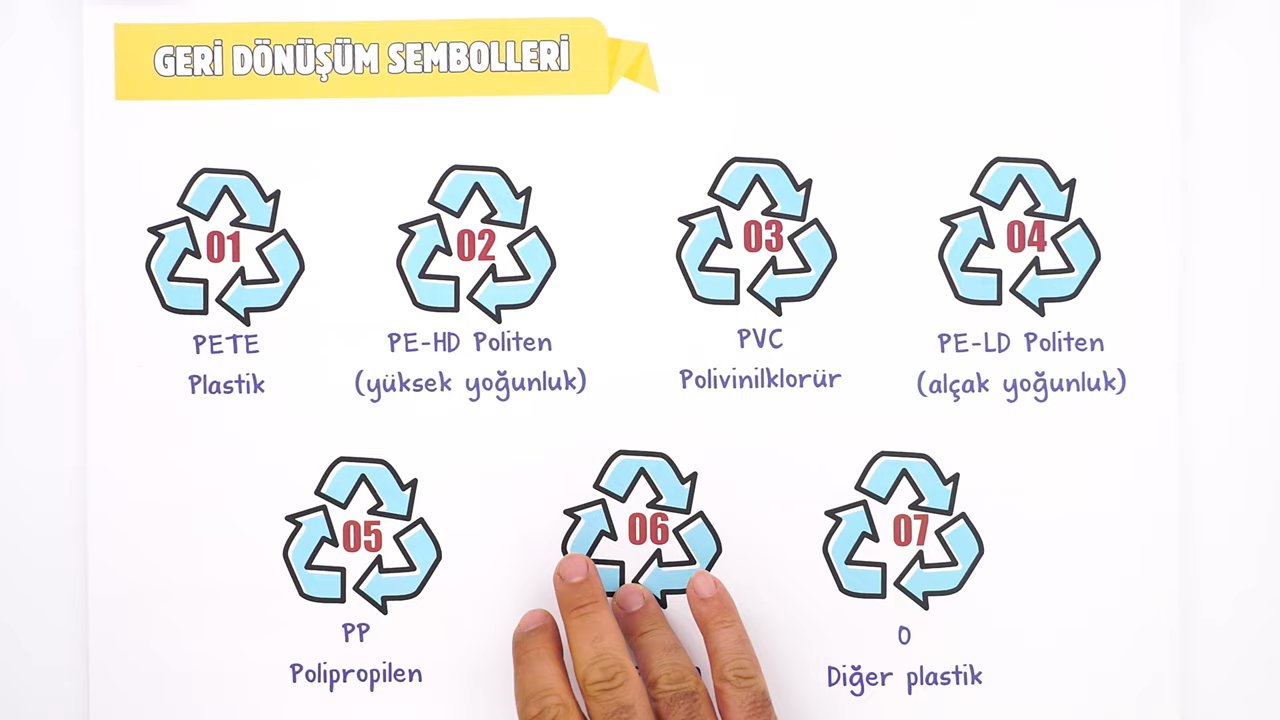 GERİ DÖNÜŞÜM SEMBOLLERİ
01
PETE
Plastik
02
PE-HD Politen
(yüksek yoğunluk)
03
PVC
Polivinilklorür
04
PE-LD Politen
(alçak yoğunluk)
05
PP
Polipropilen
06
07
O
Diğer plastik